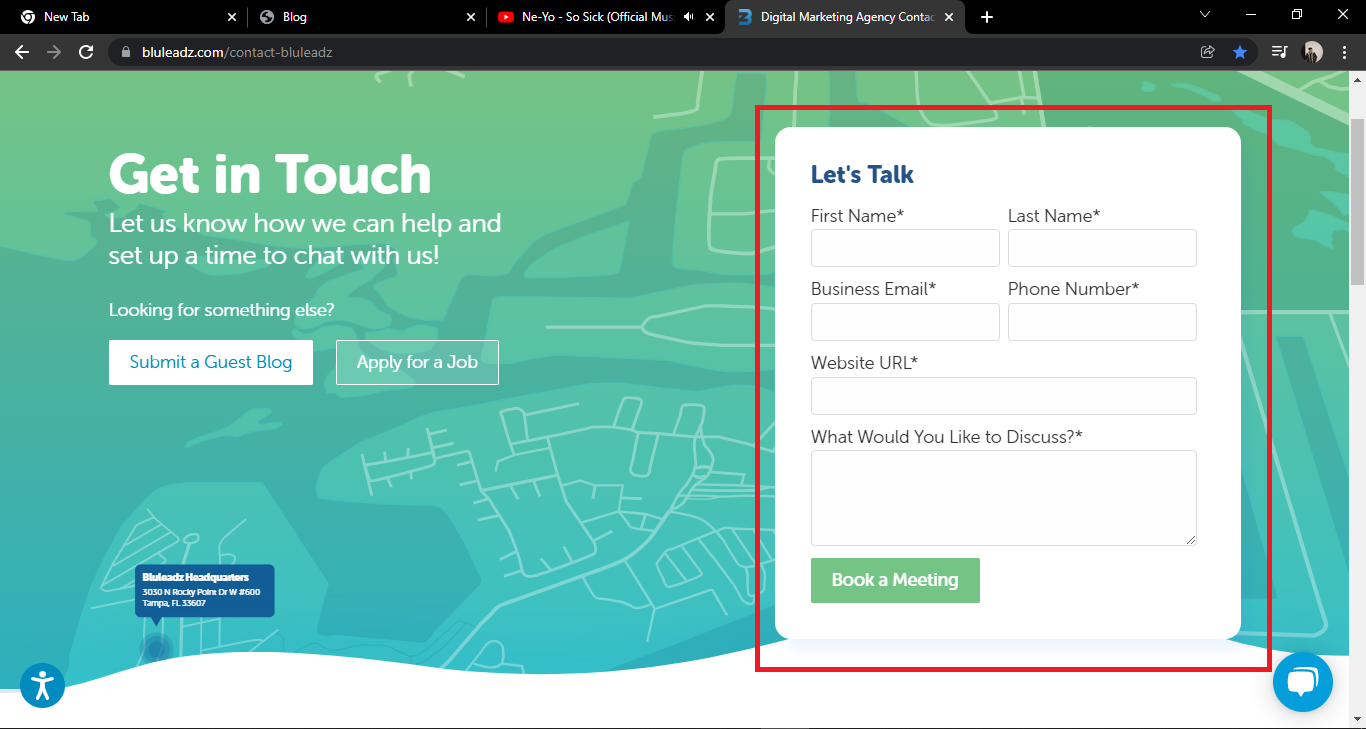 New Tab
Blog
Ne-Yo - So Sick (Official Mus
Digital Marketing Agency Contac
bluleadz.com/contact-bluleadz
Get in Touch
Let us know how we can help and
set up a time to chat with us!
Looking for something else?
Submit a Guest Blog
Apply for a Job
Bluleadz Headquarters
3030 N Rocky Point Dr W #600
Tampa, FL 33607
Let's Talk
First Name* Last Name*
Business Email* Phone Number*
Website URL*
What Would You Like to Discuss?*
Book a Meeting